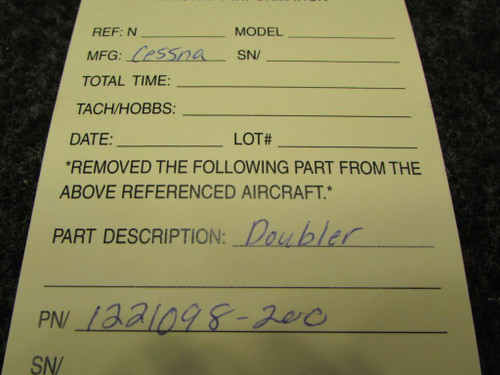 REF: N MODEL
MFG: Cessna SN/
TOTAL TIME:
TACH/HOBBS:
DATE: LOT#
*REMOVED THE FOLLOWING PART FROM THE
ABOVE REFERENCED AIRCRAFT.*
PART DESCRIPTION: Doubler
PN/ 1221098-200
SN/